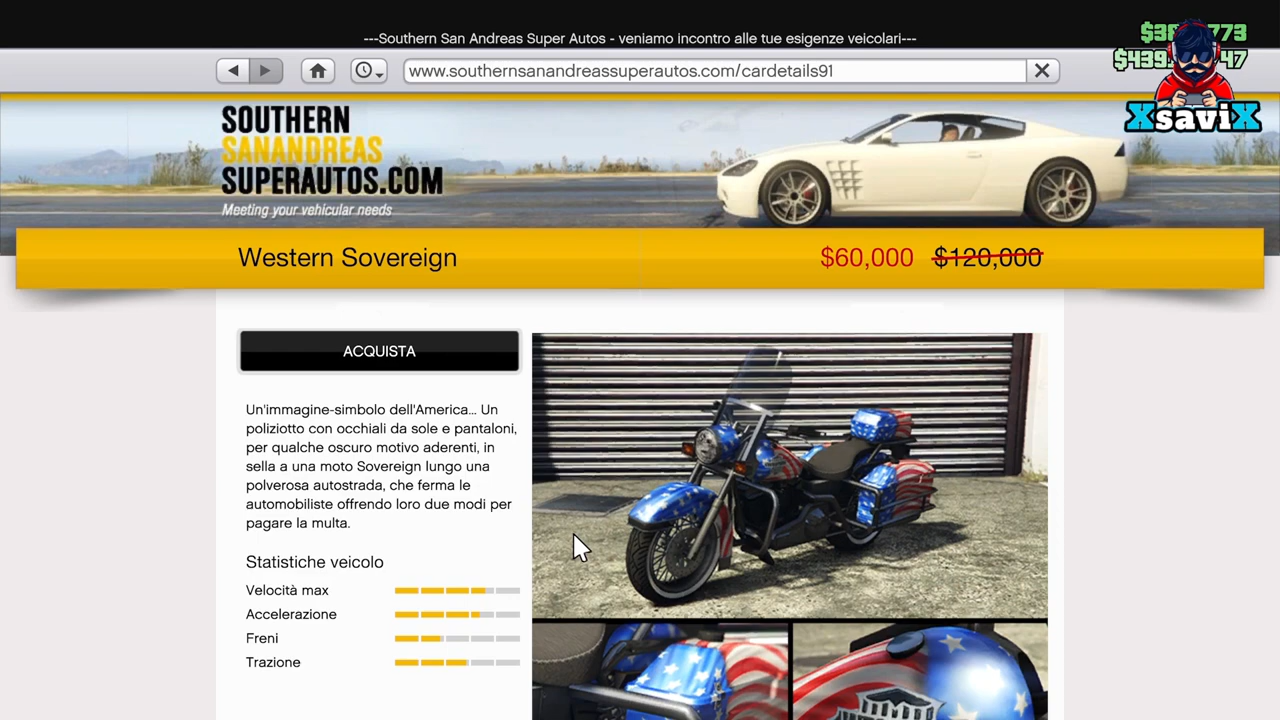 ---Southern San Andreas Super Autos - veniamo incontro alle tue esigenze veicolari---
www.southernsanandreassuperautos.com/cardetails91
XsaviX
SOUTHERN
SANANDREAS
SUPERAUTOS.COM
Meeting your vehicular needs
Western Sovereign
$60,000 $120,000
ACQUISTA
Un'immagine-simbolo dell'America... Un
poliziotto con occhiali da sole e pantaloni,
per qualche oscuro motivo aderenti, in
sella a una moto Sovereign lungo una
polverosa autostrada, che ferma le
automobiliste offrendo loro due modi per
pagare la multa.
Statistiche veicolo
Velocità max
Accelerazione
Freni
Trazione